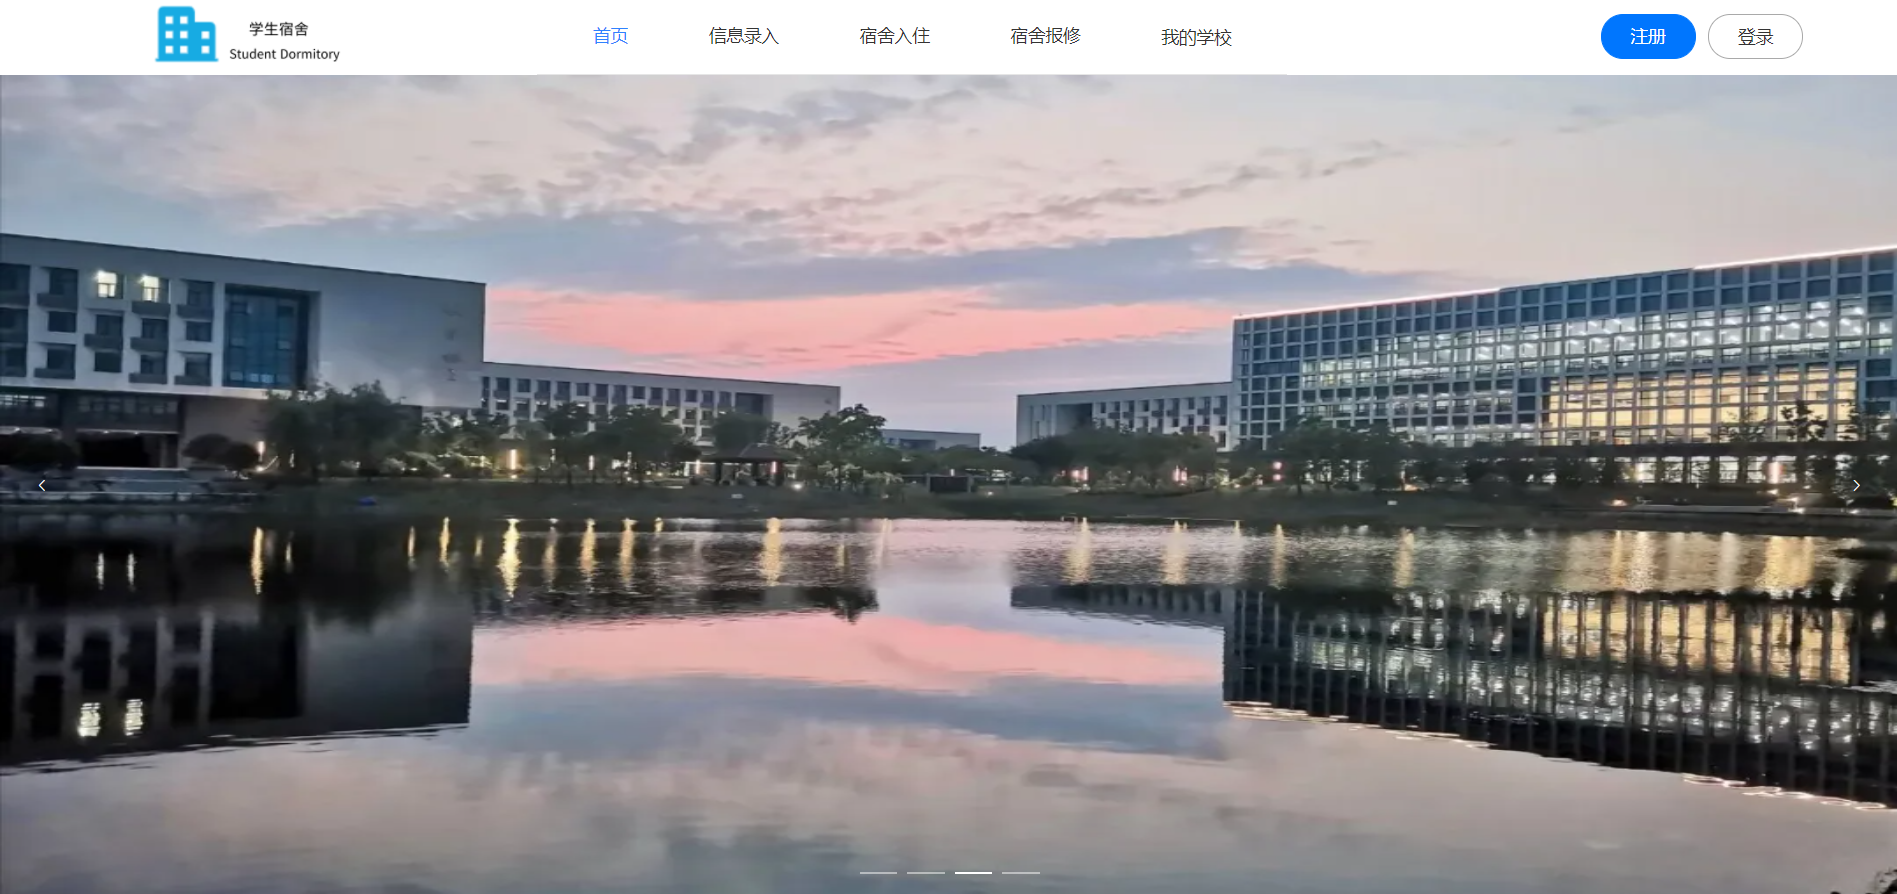 学生宿舍
Student Dormitory
首页
信息录入
宿舍入住
宿舍报修
我的学校
注册
登录